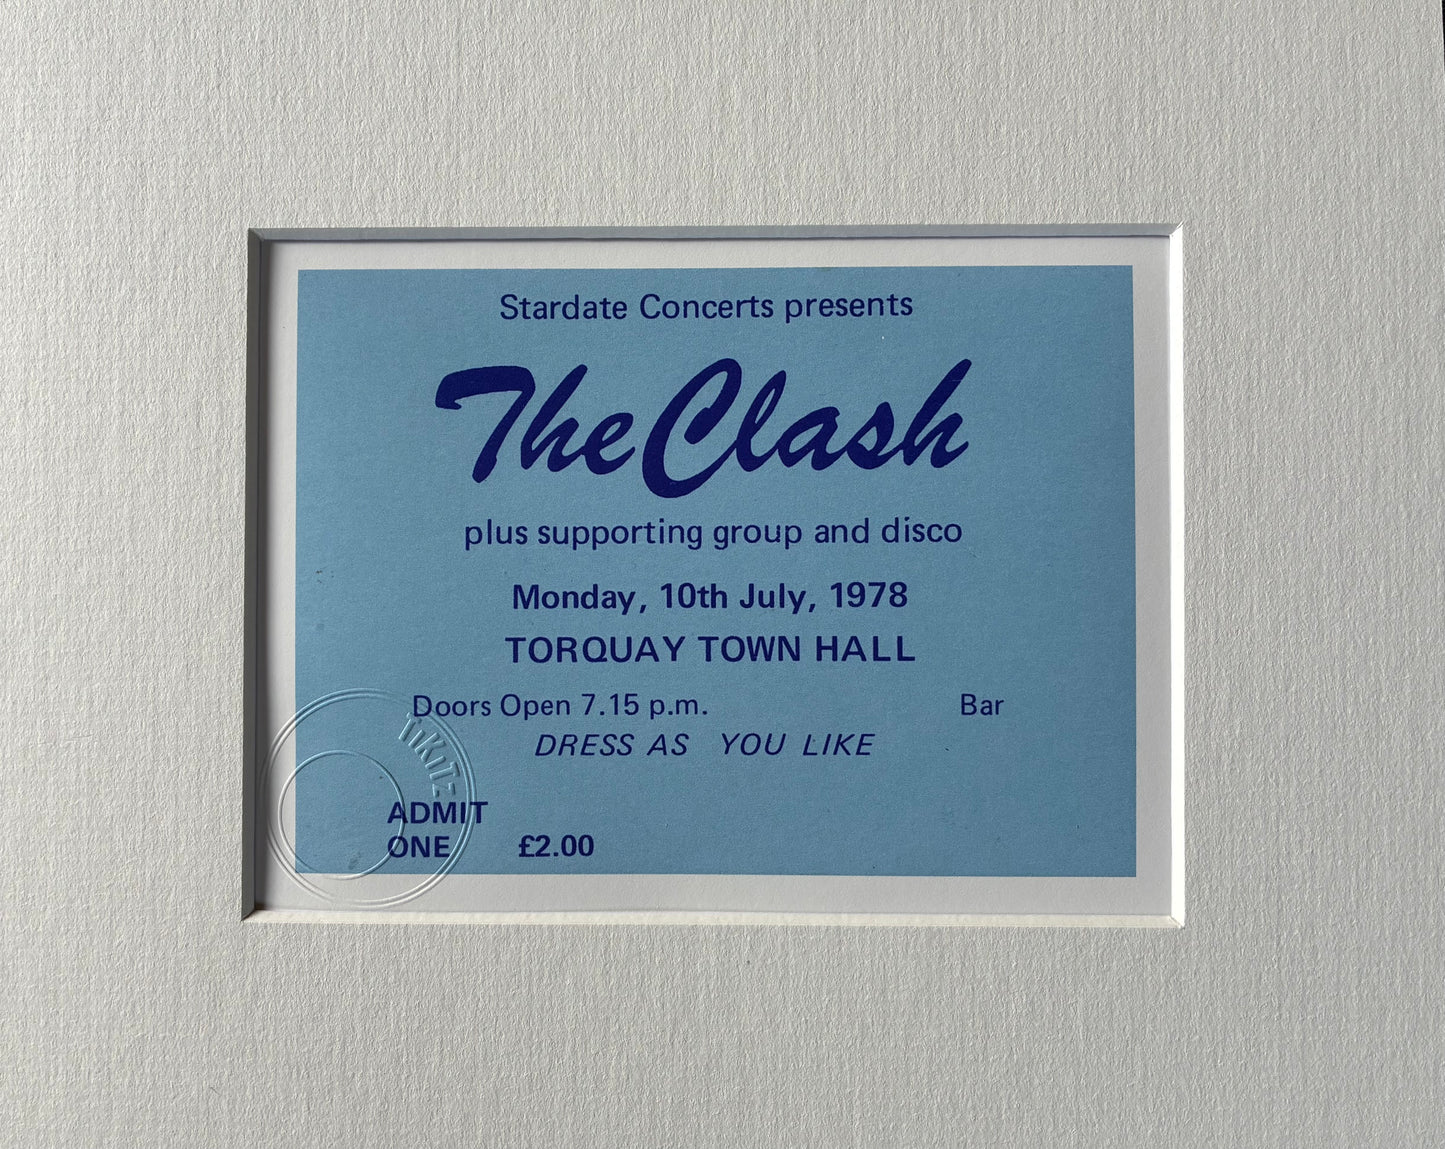 Stardate Concerts presents
The Clash
plus supporting group and disco
Monday, 10th July, 1978
TORQUAY TOWN HALL
Doors Open 7.15 p.m. Bar
DRESS AS YOU LIKE
TiKiTz
ADMIT
ONE £2.00